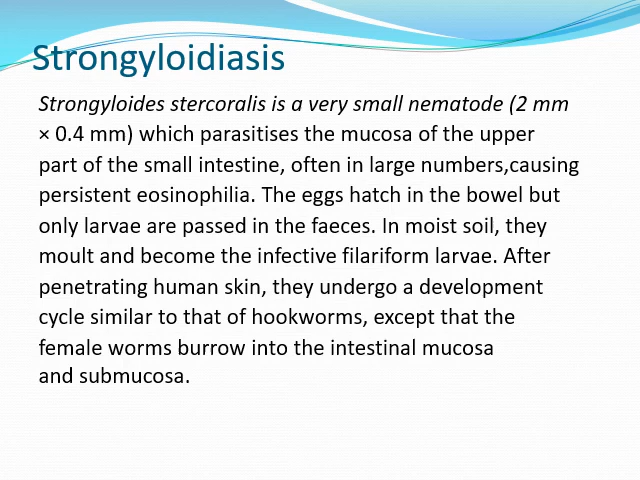 Strongyloidiasis
Strongyloides stercoralis is a very small nematode (2 mm
× 0.4 mm) which parasitises the mucosa of the upper
part of the small intestine, often in large numbers,causing
persistent eosinophilia. The eggs hatch in the bowel but
only larvae are passed in the faeces. In moist soil, they
moult and become the infective filariform larvae. After
penetrating human skin, they undergo a development
cycle similar to that of hookworms, except that the
female worms burrow into the intestinal mucosa
and submucosa.